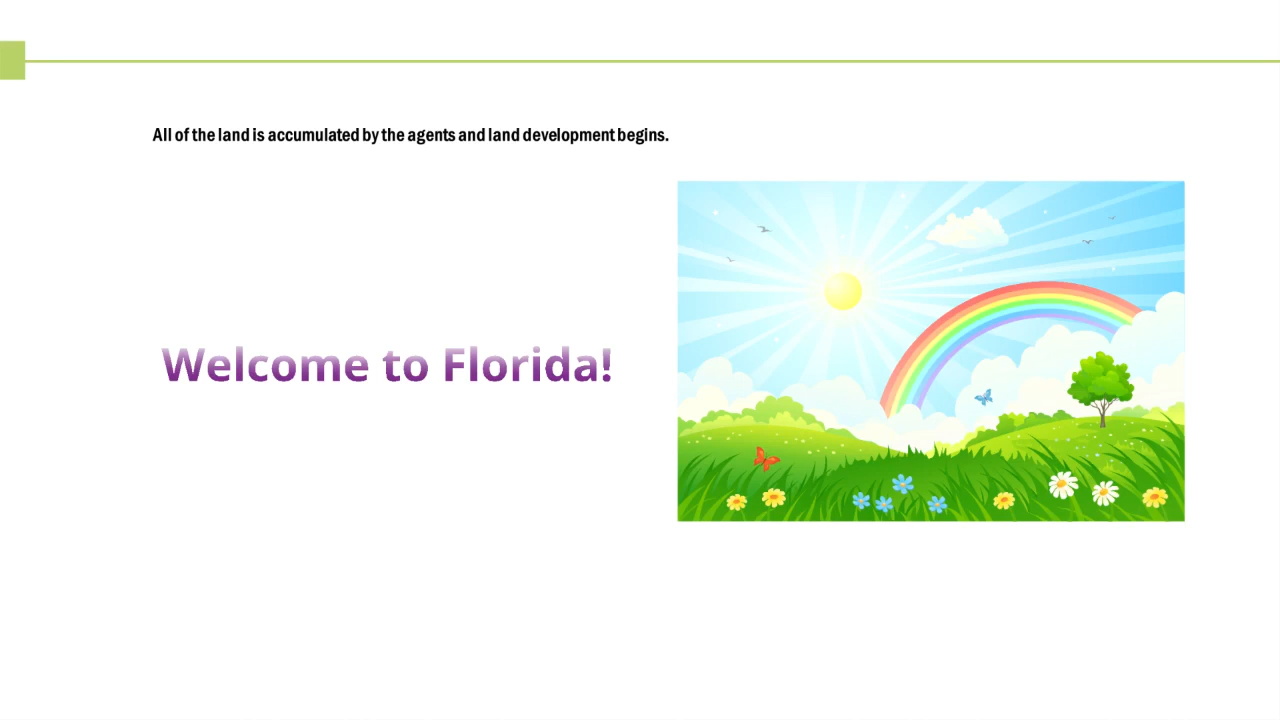 All of the land is accumulated by the agents and land development begins.
Welcome to Florida!